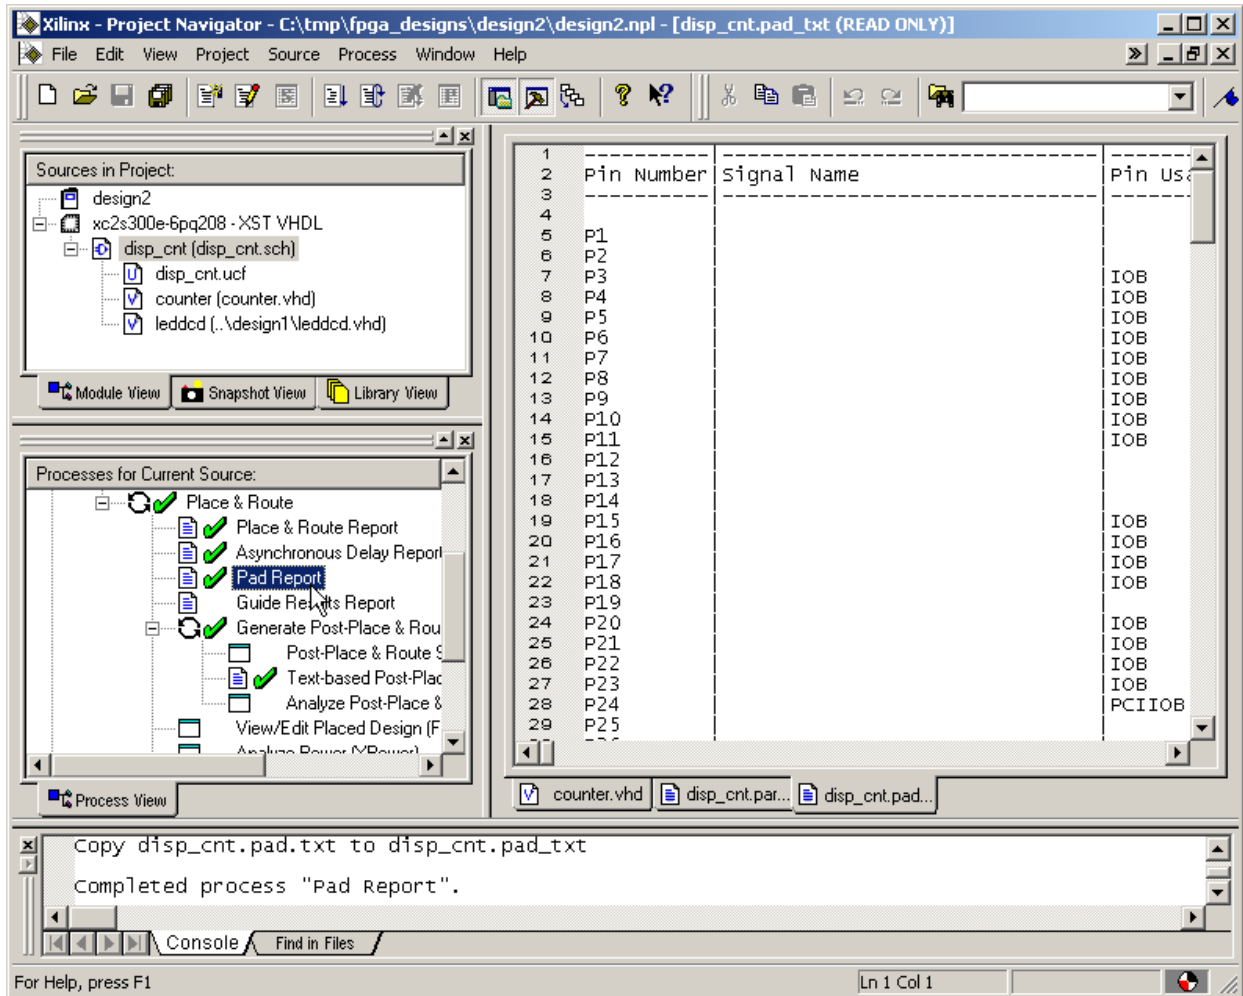 Xilinx - Project Navigator - C:\tmp\fpga_designs\design2\design2.npl - [disp_cnt.pad_txt (READ ONLY)]
File Edit View Project Source Process Window Help
Sources in Project:
design2
xc2s300e-6pq208 - XST VHDL
disp_cnt (disp_cnt.sch)
disp_cnt.ucf
counter (counter.vhd)
leddcd (..\design1\leddcd.vhd)
Module View Snapshot View Library View
Processes for Current Source:
Place & Route
Place & Route Report
Asynchronous Delay Report
Pad Report
Guide Results Report
Generate Post-Place & Rou
Post-Place & Route S
Text-based Post-Plac
Analyze Post-Place &
View/Edit Placed Design (F
Analyze Power (XPower)
Process View
1 ----------|------------------------------|-----
2 Pin Number|Signal Name |Pin Usa
3 ----------|------------------------------|-----
4
5 P1
6 P2
7 P3 IOB
8 P4 IOB
9 P5 IOB
10 P6 IOB
11 P7 IOB
12 P8 IOB
13 P9 IOB
14 P10 IOB
15 P11 IOB
16 P12
17 P13
18 P14
19 P15 IOB
20 P16 IOB
21 P17 IOB
22 P18 IOB
23 P19
24 P20 IOB
25 P21 IOB
26 P22 IOB
27 P23 IOB
28 P24 PCIIOB
29 P25
counter.vhd disp_cnt.par... disp_cnt.pad...
Copy disp_cnt.pad.txt to disp_cnt.pad_txt
Completed process "Pad Report".
Console Find in Files
For Help, press F1 Ln 1 Col 1